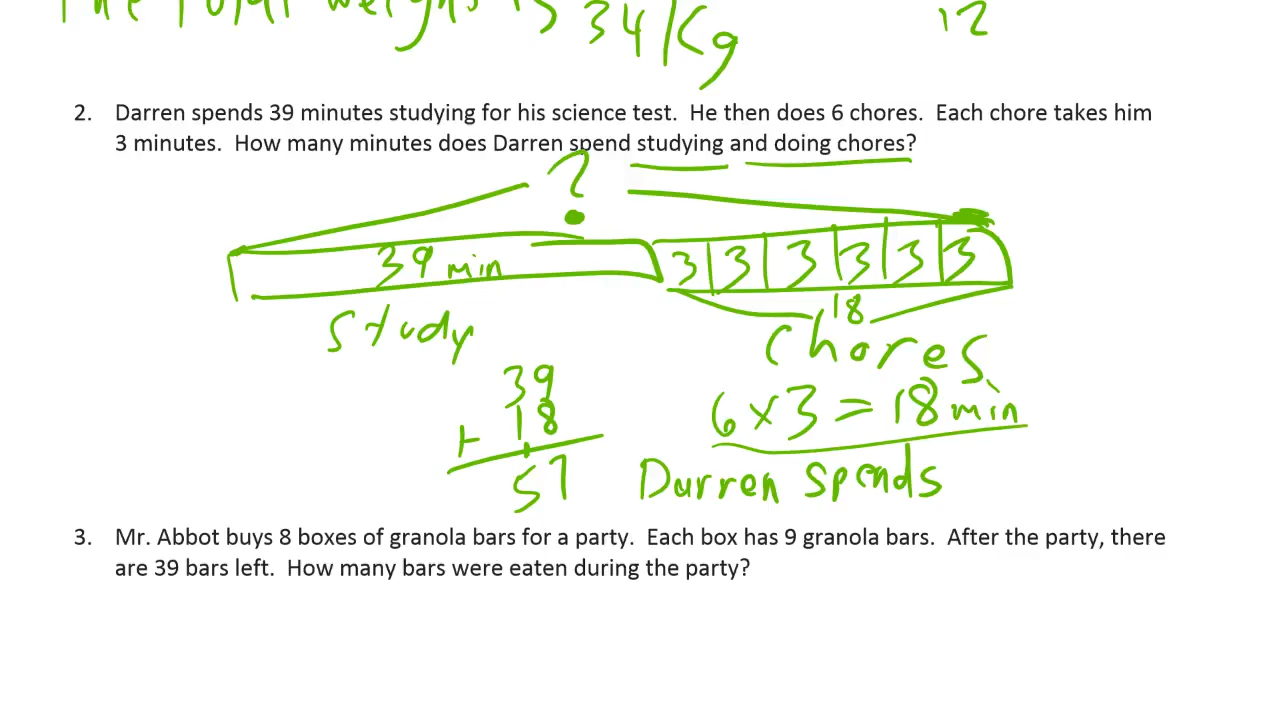 The Total weight is 34 Kg
12
2. Darren spends 39 minutes studying for his science test. He then does 6 chores. Each chore takes him
3 minutes. How many minutes does Darren spend studying and doing chores?
?
39 min 3 3 3 3 3 3
18
Study Chores
39
+ 18
57
6 x 3 = 18 min
Darren spends
3. Mr. Abbot buys 8 boxes of granola bars for a party. Each box has 9 granola bars. After the party, there
are 39 bars left. How many bars were eaten during the party?